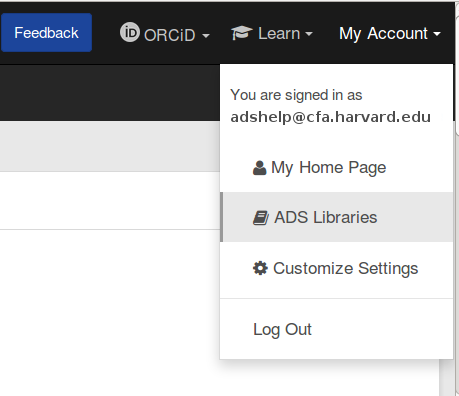 Feedback
iD ORCiD
Learn
My Account
You are signed in as
adshelp@cfa.harvard.edu
My Home Page
ADS Libraries
Customize Settings
Log Out